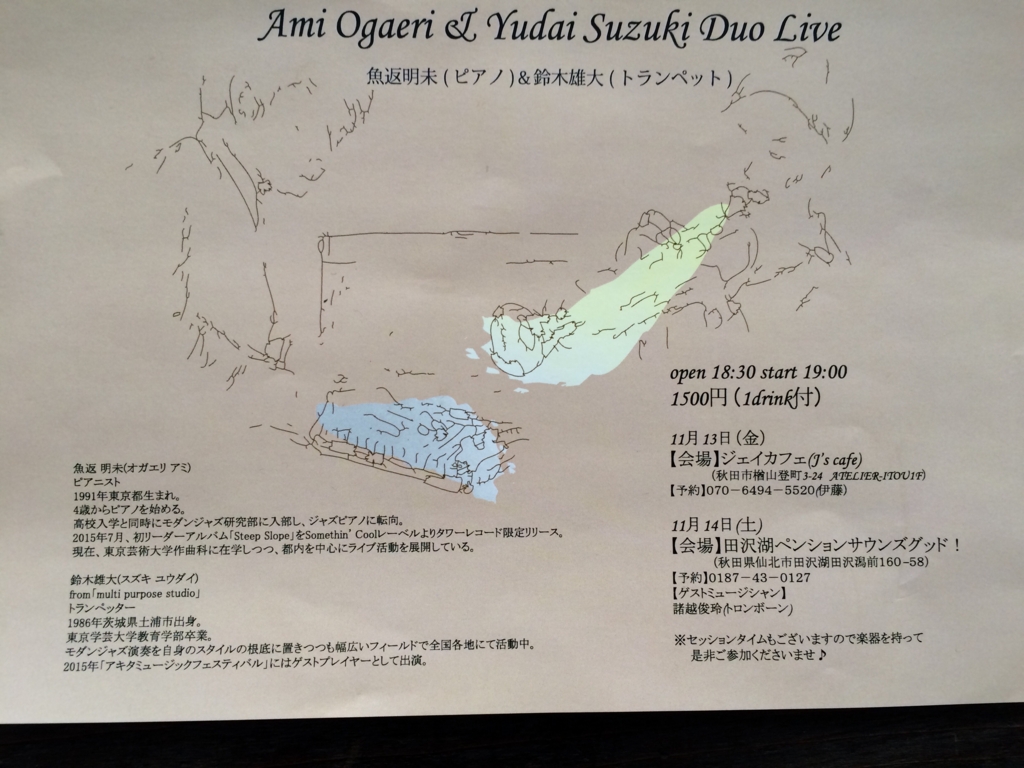 Ami Ogaeri & Yudai Suzuki Duo Live
魚返明未(ピアノ)&鈴木雄大(トランペット)
open 18:30 start 19:00
1500円(1drink付)
11月13日(金)
【会場】ジェイカフェ(J's cafe)
(秋田市楢山登町3-24 ATELIER-ITOU1F)
【予約】070-6494-5520(伊藤)
11月14日(土)
【会場】田沢湖ペンションサウンズグッド!
(秋田県仙北市田沢湖田沢潟前160-58)
【予約】0187-43-0127
【ゲストミュージシャン】
諸越俊玲(トロンボーン)
※セッションタイムもございますので楽器を持って
是非ご参加くださいませ♪
魚返 明未(オガエリ アミ)
ピアニスト
1991年東京都生まれ。
4歳からピアノを始める。
高校入学と同時にモダンジャズ研究部に入部し、ジャズピアノに転向。
2015年7月、初リーダーアルバム「Steep Slope」をSomethin' Coolレーベルよりタワーレコード限定リリース。
現在、東京芸術大学作曲科に在学しつつ、都内を中心にライブ活動を展開している。
鈴木雄大(スズキ ユウダイ)
from「multi purpose studio」
トランペッター
1986年茨城県土浦市出身。
東京学芸大学教育学部卒業。
モダンジャズ演奏を自身のスタイルの根底に置きつつも幅広いフィールドで全国各地にて活動中。
2015年「アキタミュージックフェスティバル」にはゲストプレイヤーとして出演。